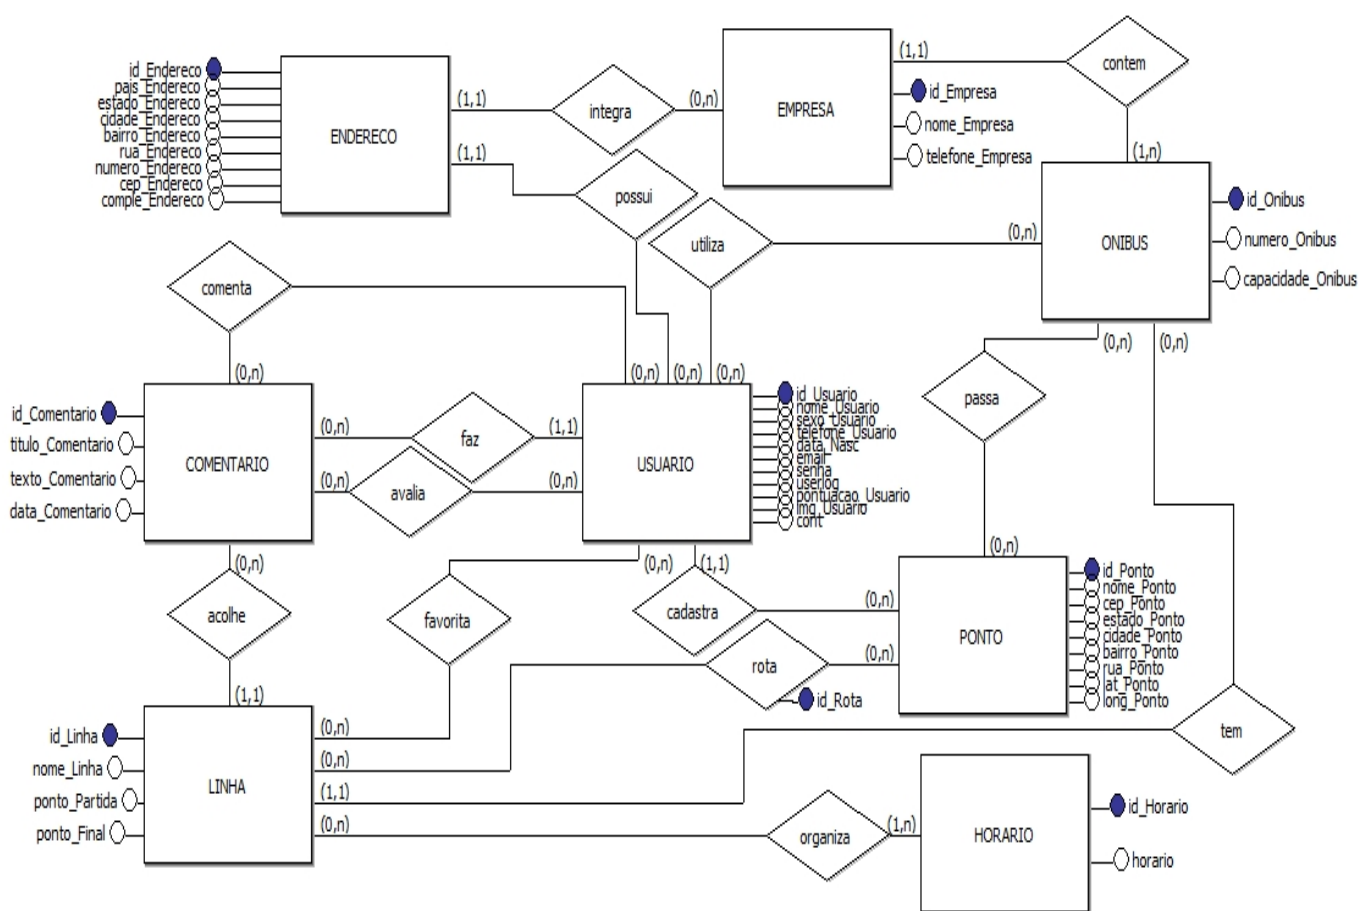 id_Endereco
pais_Endereco
estado_Endereco
cidade_Endereco
bairro_Endereco
rua_Endereco
numero_Endereco
cep_Endereco
comple_Endereco
ENDERECO
(1,1)
(1,1)
integra
(0,n)
EMPRESA
(1,1)
id_Empresa
nome_Empresa
telefone_Empresa
contem
(1,n)
possui
utiliza
(0,n)
ONIBUS
id_Onibus
numero_Onibus
capacidade_Onibus
(0,n)
(0,n)
comenta
(0,n)
(0,n)
(0,n)
(0,n)
id_Comentario
titulo_Comentario
texto_Comentario
data_Comentario
COMENTARIO
(0,n)
faz
(1,1)
(0,n)
avalia
(0,n)
USUARIO
id_Usuario
nome_Usuario
sexo_Usuario
telefone_Usuario
data_Nasc
email
senha
userlog
pontuacao_Usuario
img_Usuario
cont
passa
(0,n)
(0,n)
acolhe
(1,1)
favorita
(0,n)
(1,1)
cadastra
(0,n)
rota
(0,n)
id_Rota
PONTO
id_Ponto
nome_Ponto
cep_Ponto
estado_Ponto
cidade_Ponto
bairro_Ponto
rua_Ponto
lat_Ponto
long_Ponto
tem
id_Linha
nome_Linha
ponto_Partida
ponto_Final
LINHA
(0,n)
(0,n)
(1,1)
(0,n)
organiza
(1,n)
HORARIO
id_Horario
horario